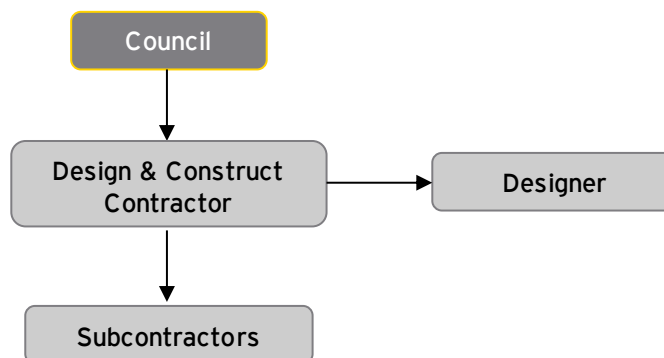 Council
Design & Construct
Contractor
Designer
Subcontractors